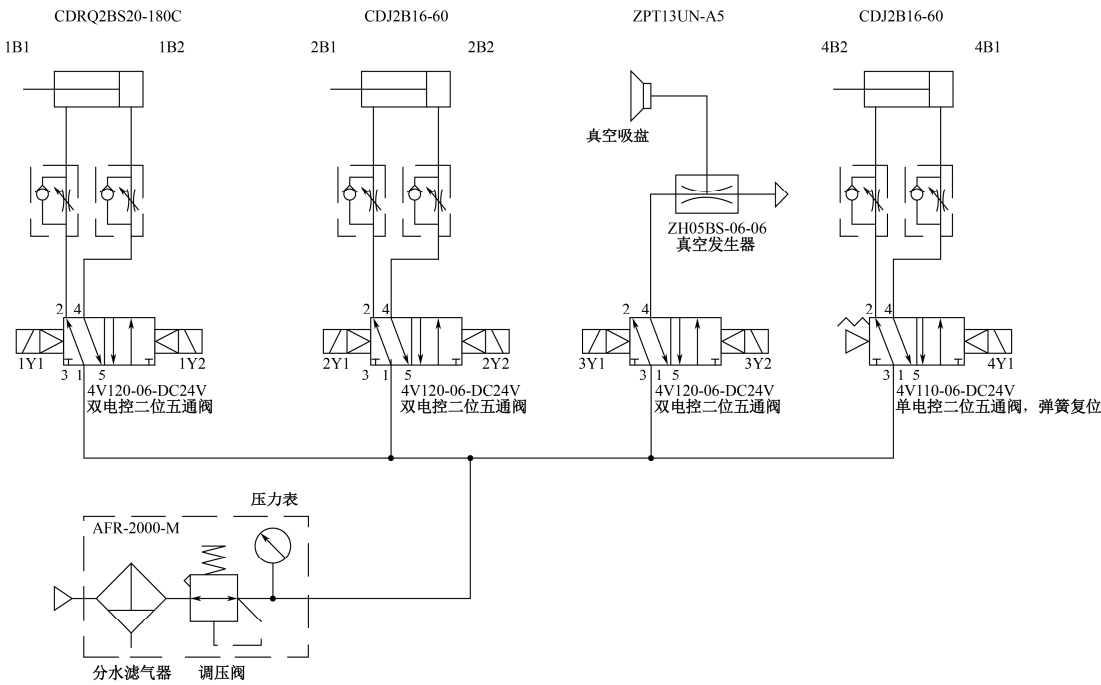 CDRQ2BS20-180C
CDJ2B16-60
ZPT13UN-A5
CDJ2B16-60
1B1
1B2
2B1
2B2
4B2
4B1
真空吸盘
ZH05BS-06-06
真空发生器
2 4
2 4
2 4
2 4
1Y1
1Y2
2Y1
2Y2
3Y1
3Y2
4Y1
3 1 5
3 1 5
3 1 5
3 1 5
4V120-06-DC24V
双电控二位五通阀
4V120-06-DC24V
双电控二位五通阀
4V120-06-DC24V
双电控二位五通阀
4V110-06-DC24V
单电控二位五通阀，弹簧复位
压力表
AFR-2000-M
分水滤气器
调压阀